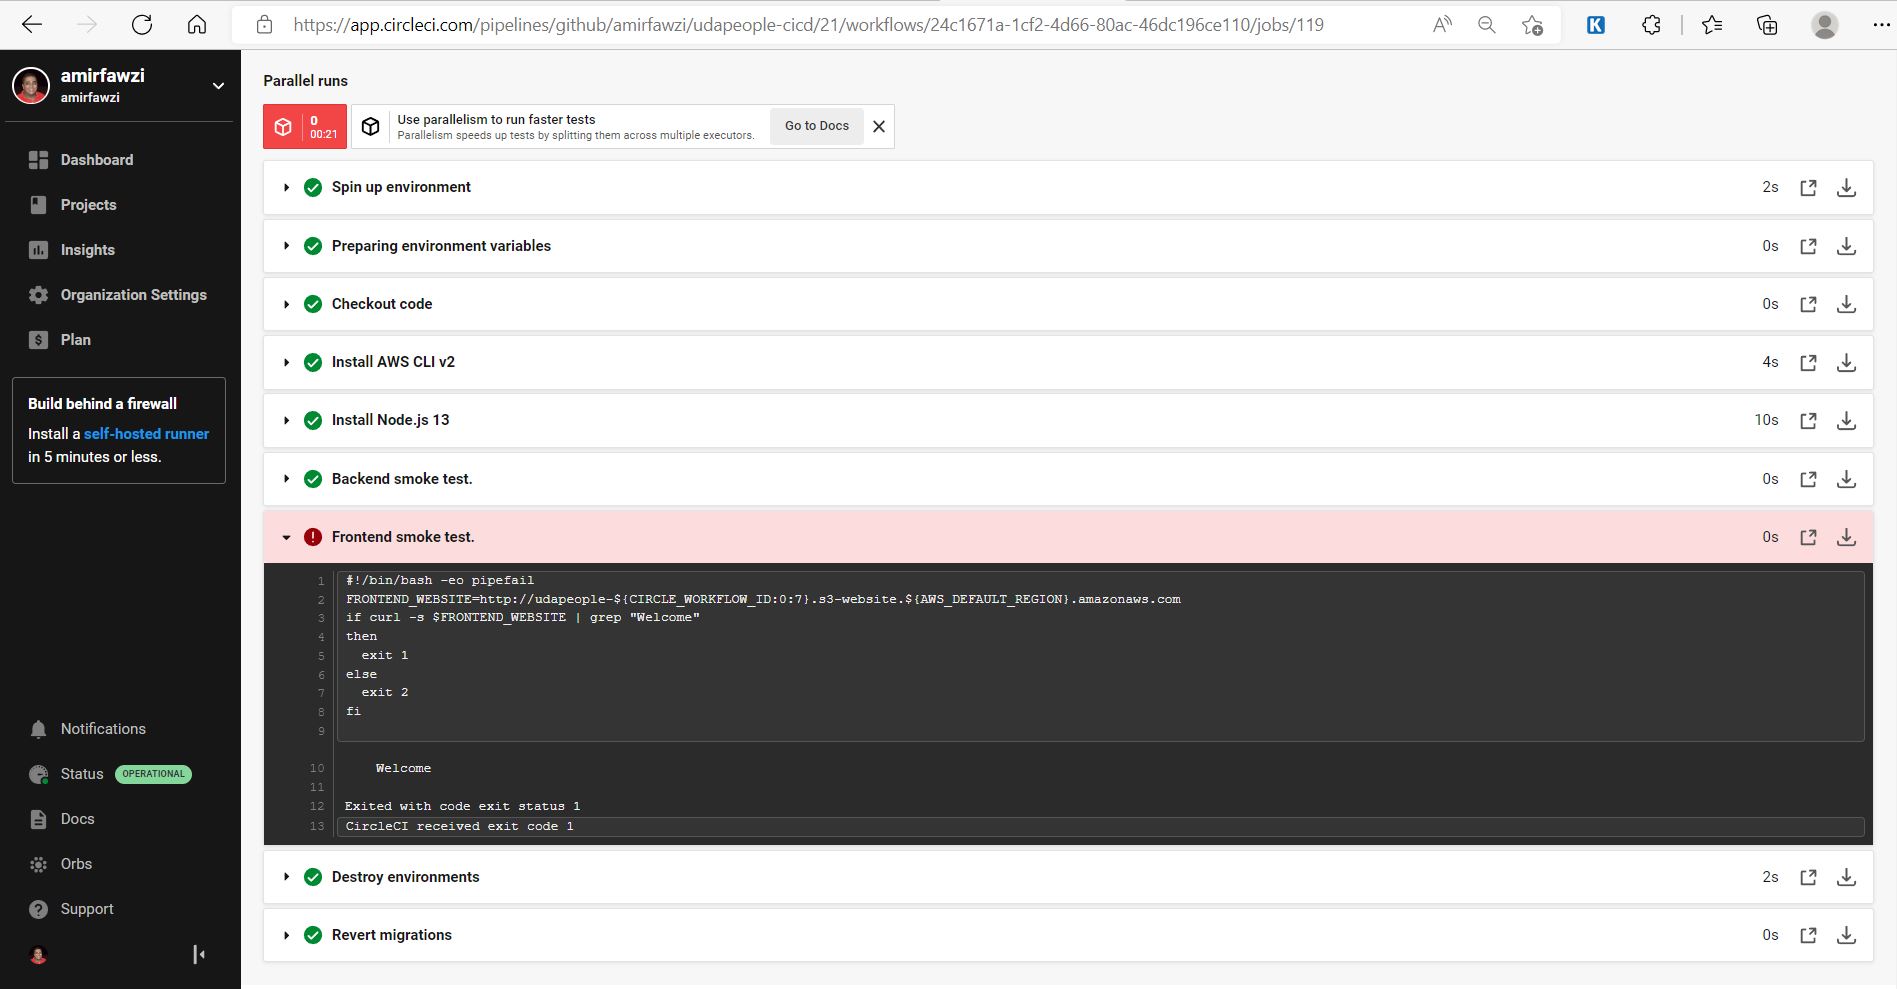 https://app.circleci.com/pipelines/github/amirfawzi/udapeople-cicd/21/workflows/24c1671a-1cf2-4d66-80ac-46dc196ce110/jobs/119
amirfawzi
amirfawzi
Dashboard
Projects
Insights
Organization Settings
Plan
Build behind a firewall
Install a self-hosted runner
in 5 minutes or less.
Notifications
Status OPERATIONAL
Docs
Orbs
Support
Parallel runs
0
00:21
Use parallelism to run faster tests
Parallelism speeds up tests by splitting them across multiple executors.
Go to Docs
Spin up environment 2s
Preparing environment variables 0s
Checkout code 0s
Install AWS CLI v2 4s
Install Node.js 13 10s
Backend smoke test. 0s
Frontend smoke test. 0s
1 #!/bin/bash -eo pipefail
2 FRONTEND_WEBSITE=http://udapeople-${CIRCLE_WORKFLOW_ID:0:7}.s3-website.${AWS_DEFAULT_REGION}.amazonaws.com
3 if curl -s $FRONTEND_WEBSITE | grep "Welcome"
4 then
5   exit 1
6 else
7   exit 2
8 fi
9
10     Welcome
11
12 Exited with code exit status 1
13 CircleCI received exit code 1
Destroy environments 2s
Revert migrations 0s